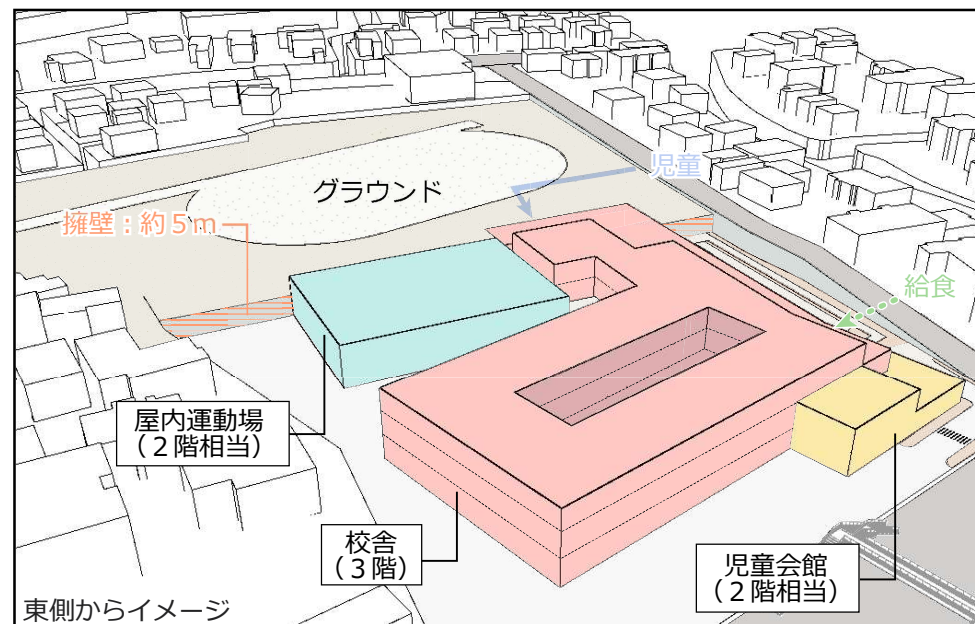 児童
グラウンド
擁壁：約５ｍ
給食
屋内運動場
（２階相当）
校舎
（３階）
児童会館
（２階相当）
東側からイメージ